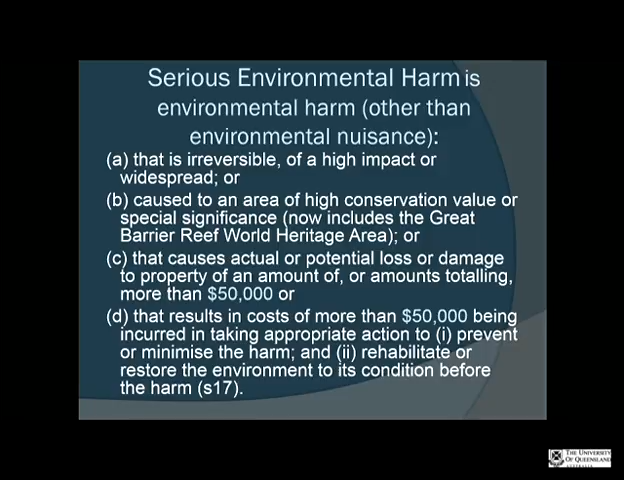 Serious Environmental Harm is
environmental harm (other than
environmental nuisance):
(a) that is irreversible, of a high impact or
widespread; or
(b) caused to an area of high conservation value or
special significance (now includes the Great
Barrier Reef World Heritage Area); or
(c) that causes actual or potential loss or damage
to property of an amount of, or amounts totalling,
more than $50,000 or
(d) that results in costs of more than $50,000 being
incurred in taking appropriate action to (i) prevent
or minimise the harm; and (ii) rehabilitate or
restore the environment to its condition before
the harm (s17).
THE UNIVERSITY
OF QUEENSLAND
AUSTRALIA